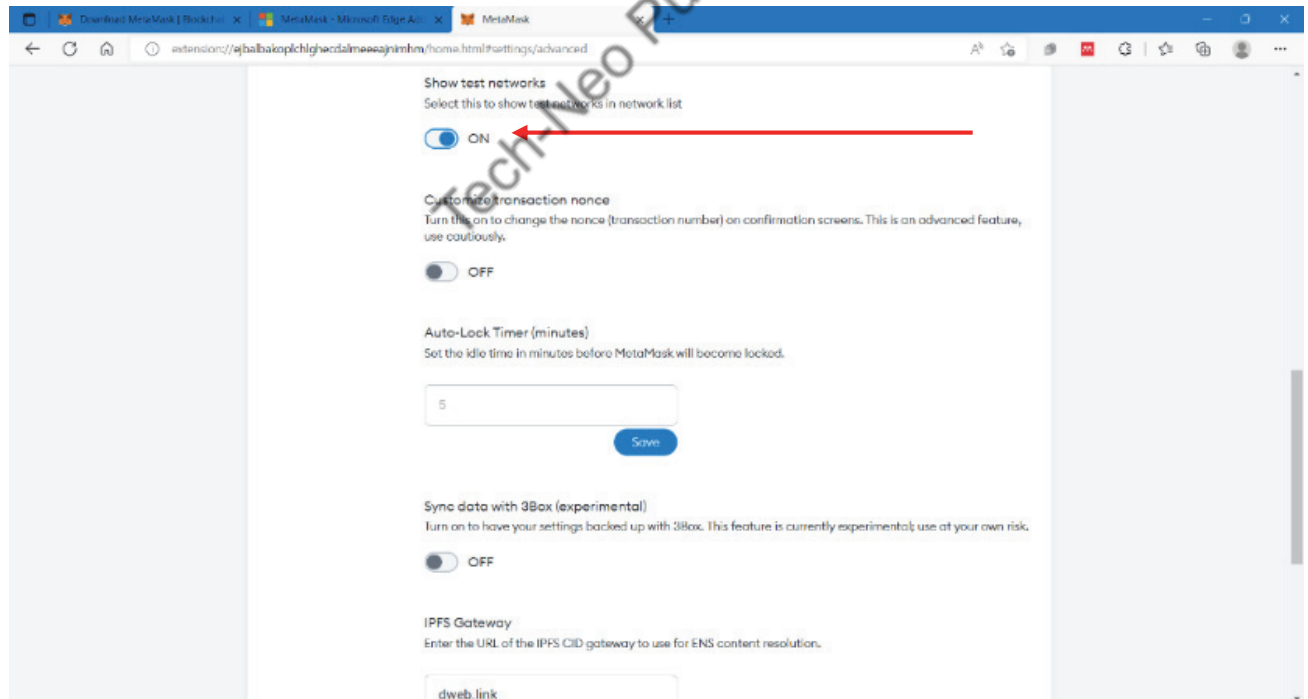 Download MetaMask | Blockchai
MetaMask - Microsoft Edge Add
MetaMask
extension://ejbalbakoplchlghecdalmeeeajnimhm/home.html#settings/advanced
Show test networks
Select this to show test networks in network list
ON
Customize transaction nonce
Turn this on to change the nonce (transaction number) on confirmation screens. This is an advanced feature,
use cautiously.
OFF
Auto-Lock Timer (minutes)
Set the idle time in minutes before MetaMask will become locked.
5
Save
Sync data with 3Box (experimental)
Turn on to have your settings backed up with 3Box. This feature is currently experimental; use at your own risk.
OFF
IPFS Gateway
Enter the URL of the IPFS CID gateway to use for ENS content resolution.
dweb.link
Tech-Neo Pu